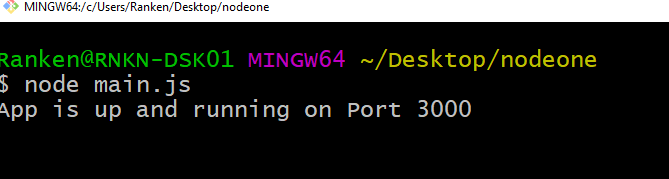 MINGW64:/c/Users/Ranken/Desktop/nodeone
Ranken@RNKN-DSK01 MINGW64 ~/Desktop/nodeone
$ node main.js
App is up and running on Port 3000